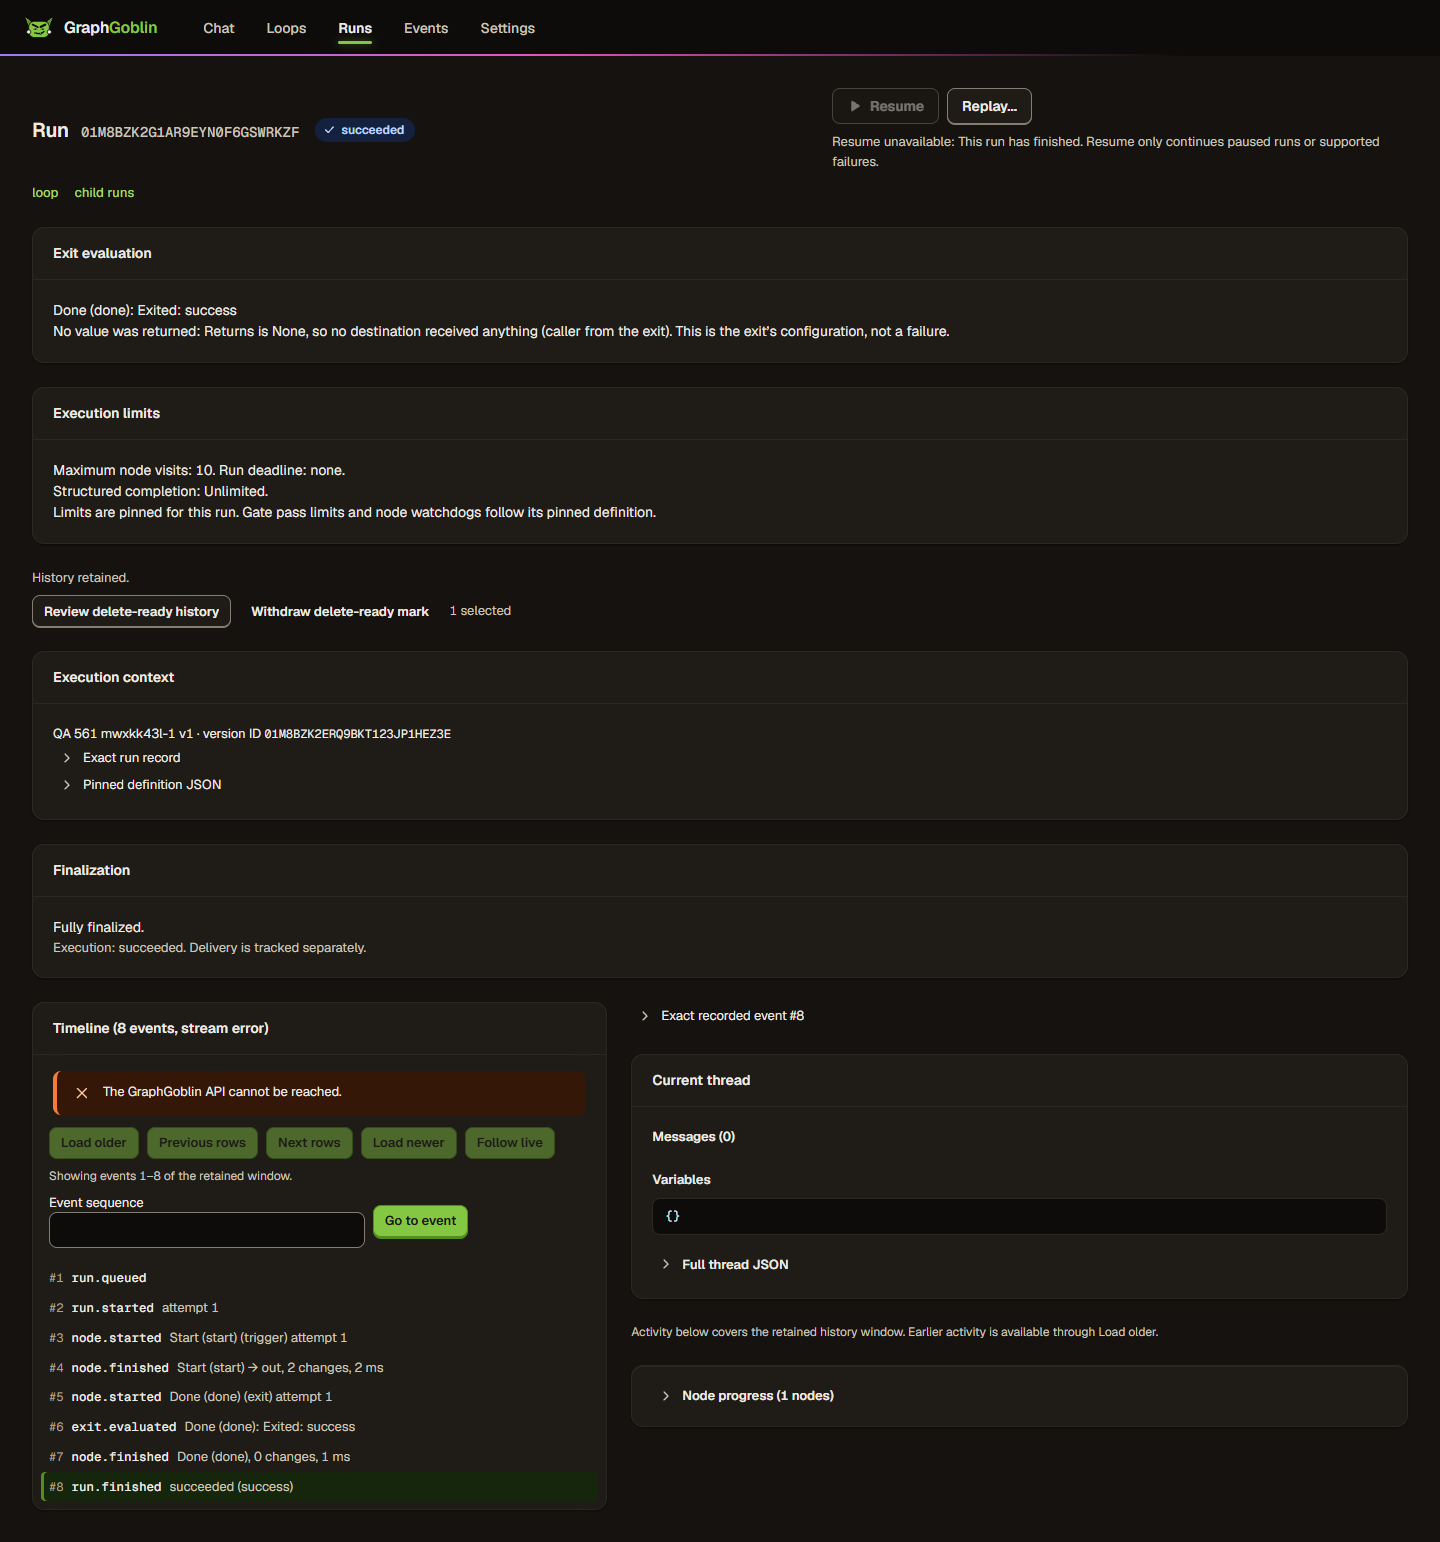 GraphGoblin
Chat
Loops
Runs
Events
Settings
Run 01M8BZK2G1AR9EYN0F6GSWRKZF
succeeded
Resume
Replay...
Resume unavailable: This run has finished. Resume only continues paused runs or supported
failures.
loop
child runs
Exit evaluation
Done (done): Exited: success
No value was returned: Returns is None, so no destination received anything (caller from the exit). This is the exit's configuration, not a failure.
Execution limits
Maximum node visits: 10. Run deadline: none.
Structured completion: Unlimited.
Limits are pinned for this run. Gate pass limits and node watchdogs follow its pinned definition.
History retained.
Review delete-ready history
Withdraw delete-ready mark
1 selected
Execution context
QA 561 mwxkk43l-1 v1 · version ID 01M8BZK2ERQ9BKT123JP1HEZ3E
Exact run record
Pinned definition JSON
Finalization
Fully finalized.
Execution: succeeded. Delivery is tracked separately.
Timeline (8 events, stream error)
The GraphGoblin API cannot be reached.
Load older
Previous rows
Next rows
Load newer
Follow live
Showing events 1–8 of the retained window.
Event sequence
Go to event
#1 run.queued
#2 run.started attempt 1
#3 node.started Start (start) (trigger) attempt 1
#4 node.finished Start (start) → out, 2 changes, 2 ms
#5 node.started Done (done) (exit) attempt 1
#6 exit.evaluated Done (done): Exited: success
#7 node.finished Done (done), 0 changes, 1 ms
#8 run.finished succeeded (success)
Exact recorded event #8
Current thread
Messages (0)
Variables
{}
Full thread JSON
Activity below covers the retained history window. Earlier activity is available through Load older.
Node progress (1 nodes)